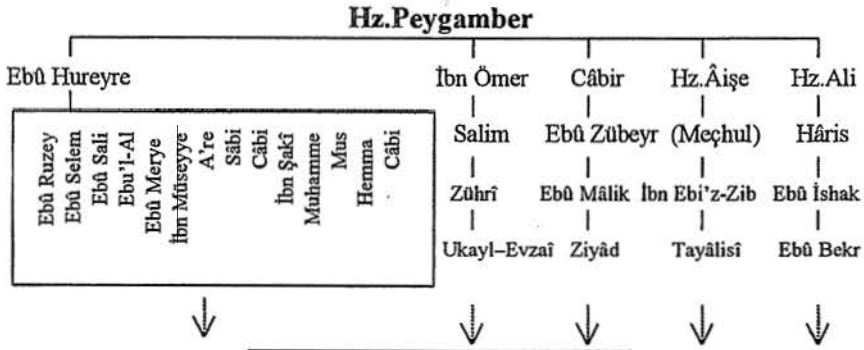 Hz.Peygamber
Ebû Hureyre İbn Ömer Câbir Hz.Âişe Hz.Ali
Ebû Ruzey
Ebû Selem
Ebû Sali
Ebu'l-Al
Ebû Merye
İbn Müseyye
A're
Sâbi
Câbi
İbn Şakî
Muhamme
Mus
Hemma
Câbi
Salim Ebû Zübeyr (Meçhul) Hâris
Zührî Ebû Mâlik İbn Ebi'z-Zib Ebû İshak
Ukayl–Evzaî Ziyâd Tayâlisî Ebû Bekr